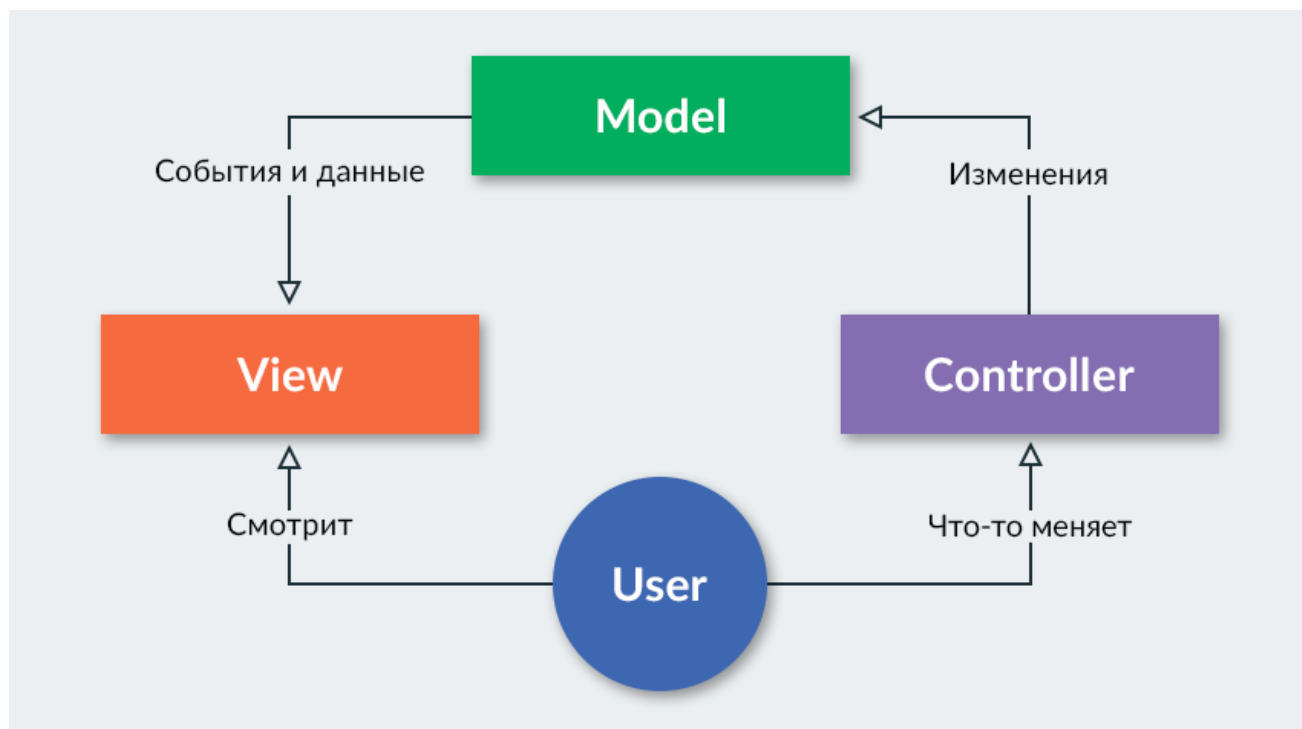 Model
События и данные
Изменения
View
Controller
Смотрит
Что-то меняет
User